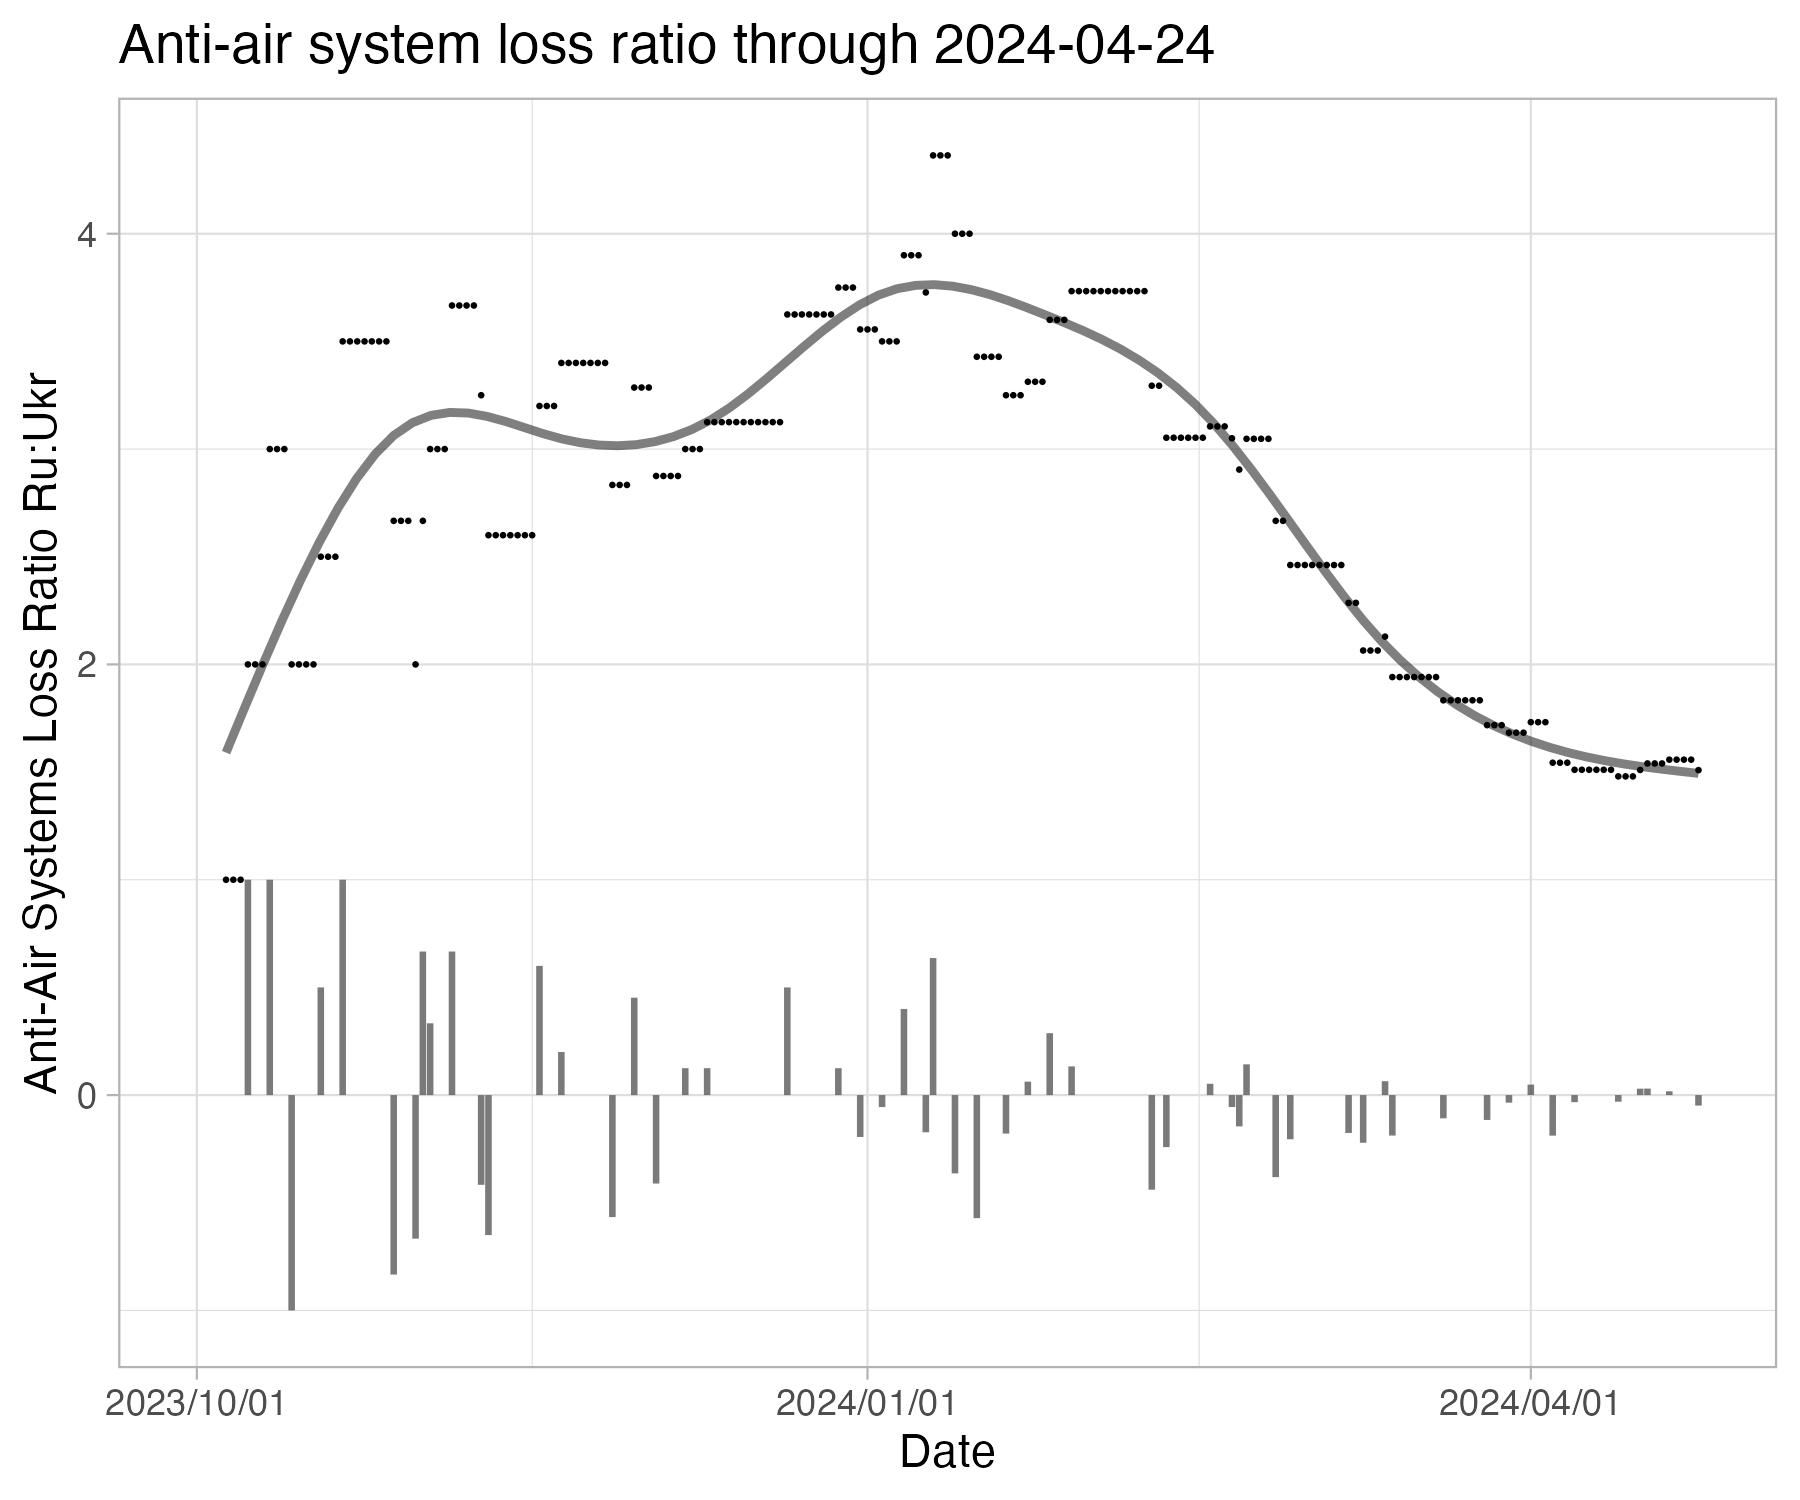 Anti-air system loss ratio through 2024-04-24
Anti-Air Systems Loss Ratio Ru:Ukr
4
2
0
2023/10/01
2024/01/01
2024/04/01
Date